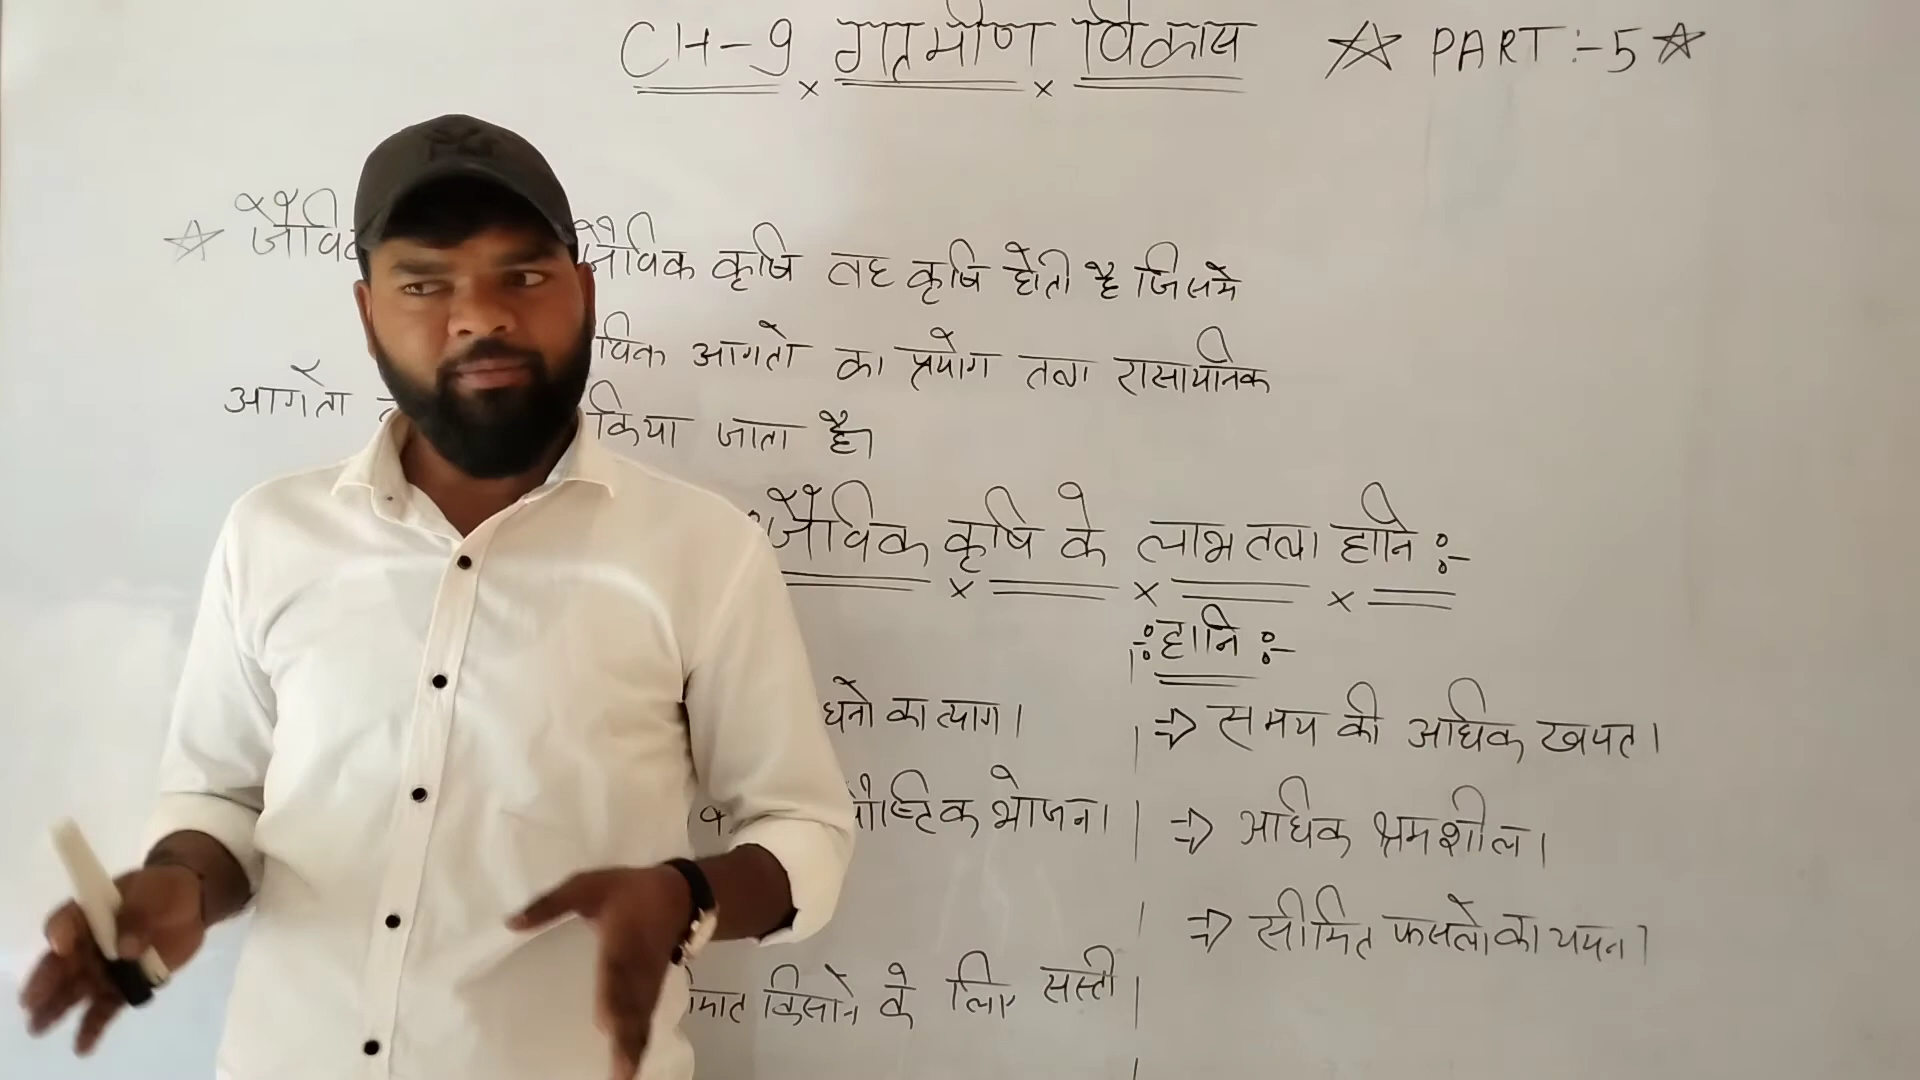 CH-9 ग्रामीण विकास ☆ PART:-5 ☆
☆ जैविक कृषि वह कृषि होती है जिसमे
आगतो का प्रयोग तथा रासायनिक
आगतो किया जाता है।
जैविक कृषि के लाभ तथा हानि :-
-: हानि :-
का त्याग।
पौष्टिक भोजन।
किसानो के लिए सस्ती
⇒ समय की अधिक खपत।
⇒ अधिक श्रमशील।
⇒ सीमित फसलो का चयन।